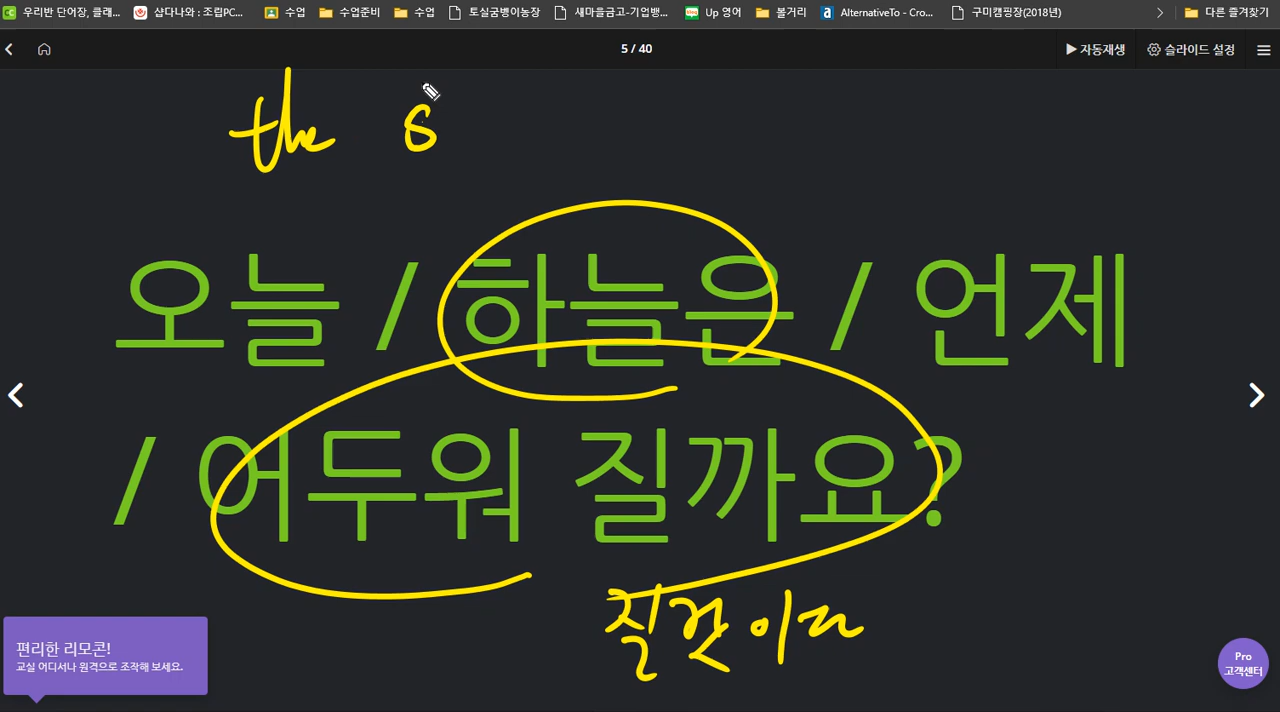 우리반 단어장, 클래... 샵다나와 : 조립PC... 수업 수업준비 수업 토실궁뱅이농장 새마을금고-기업뱅... Up 영어 볼거리 AlternativeTo - Cro... 구미캠핑장(2018년) 다른 즐겨찾기
5 / 40 자동재생 슬라이드 설정
the s
오늘 / 하늘은 / 언제
/ 어두워 질까요?
질것이다
편리한 리모콘!
교실 어디서나 원격으로 조작해 보세요.
Pro
고객센터